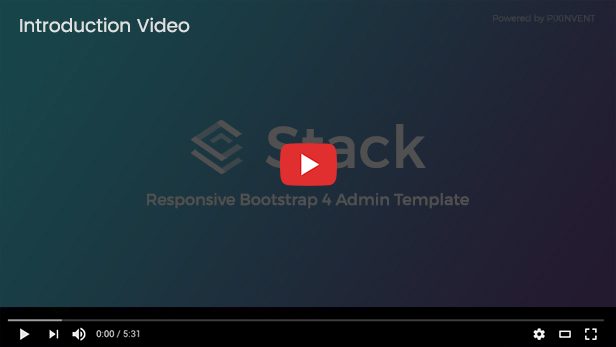 Introduction Video
Powered by PIXINVENT
Stack
Responsive Bootstrap 4 Admin Template
0:00 / 5:31